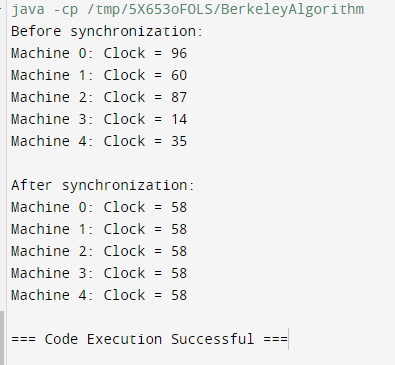 java -cp /tmp/5X653oFOLS/BerkeleyAlgorithm
Before synchronization:
Machine 0: Clock = 96
Machine 1: Clock = 60
Machine 2: Clock = 87
Machine 3: Clock = 14
Machine 4: Clock = 35
After synchronization:
Machine 0: Clock = 58
Machine 1: Clock = 58
Machine 2: Clock = 58
Machine 3: Clock = 58
Machine 4: Clock = 58
=== Code Execution Successful ===